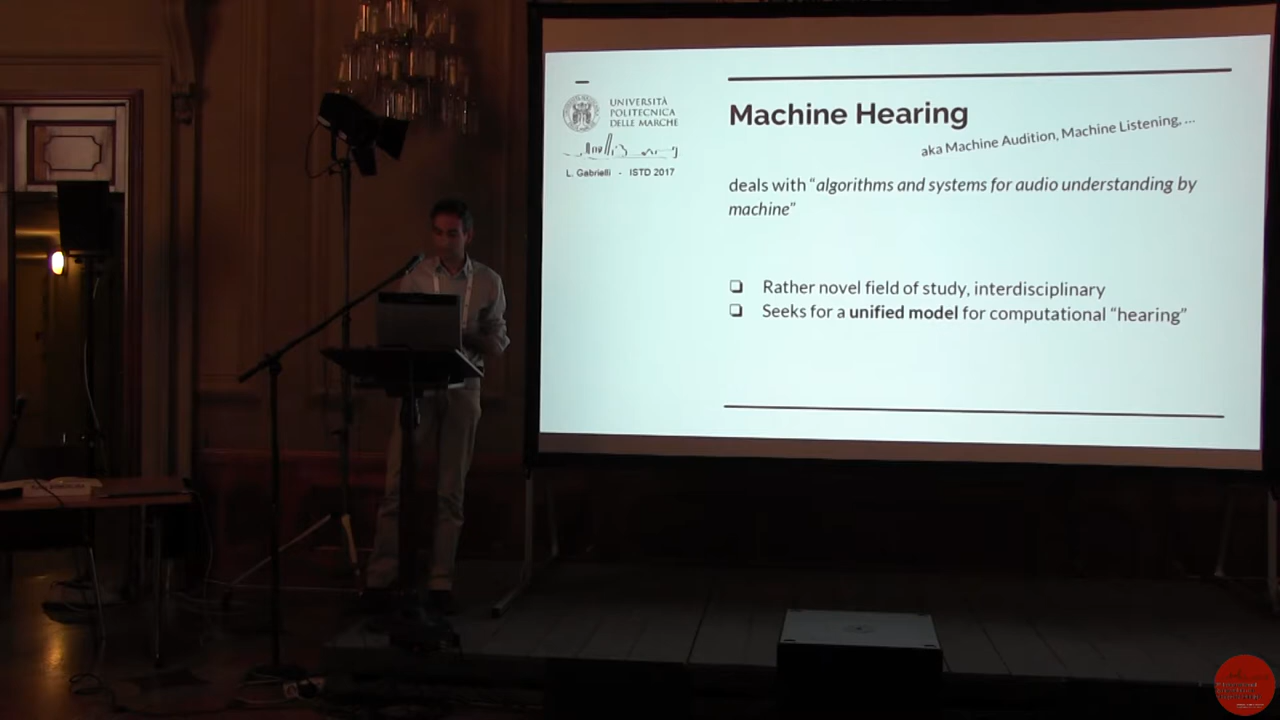 UNIVERSITÀ
POLITECNICA
DELLE MARCHE
L. Gabrielli - ISTD 2017
Machine Hearing
aka Machine Audition, Machine Listening, ...
deals with “algorithms and systems for audio understanding by
machine”
❑ Rather novel field of study, interdisciplinary
❑ Seeks for a unified model for computational “hearing”